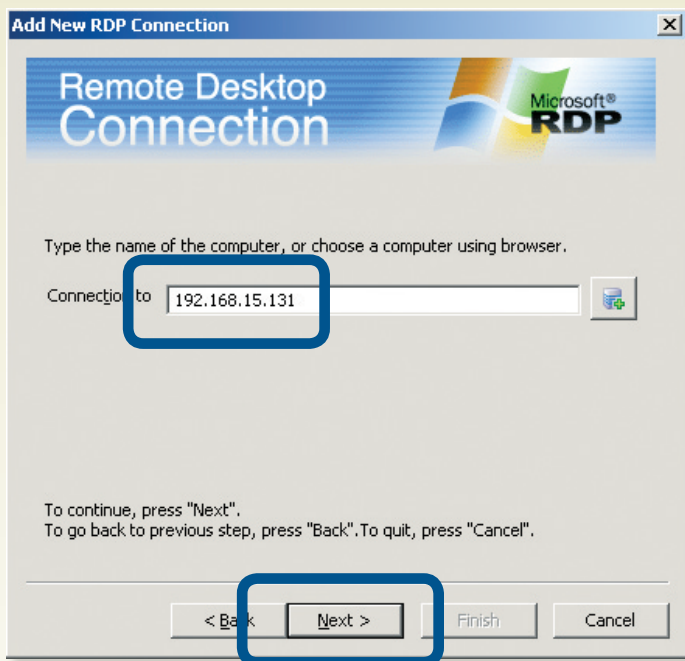 Add New RDP Connection
Remote Desktop
Connection
Microsoft®
RDP
Type the name of the computer, or choose a computer using browser.
Connection to 192.168.15.131
To continue, press "Next".
To go back to previous step, press "Back".To quit, press "Cancel".
< Back Next > Finish Cancel